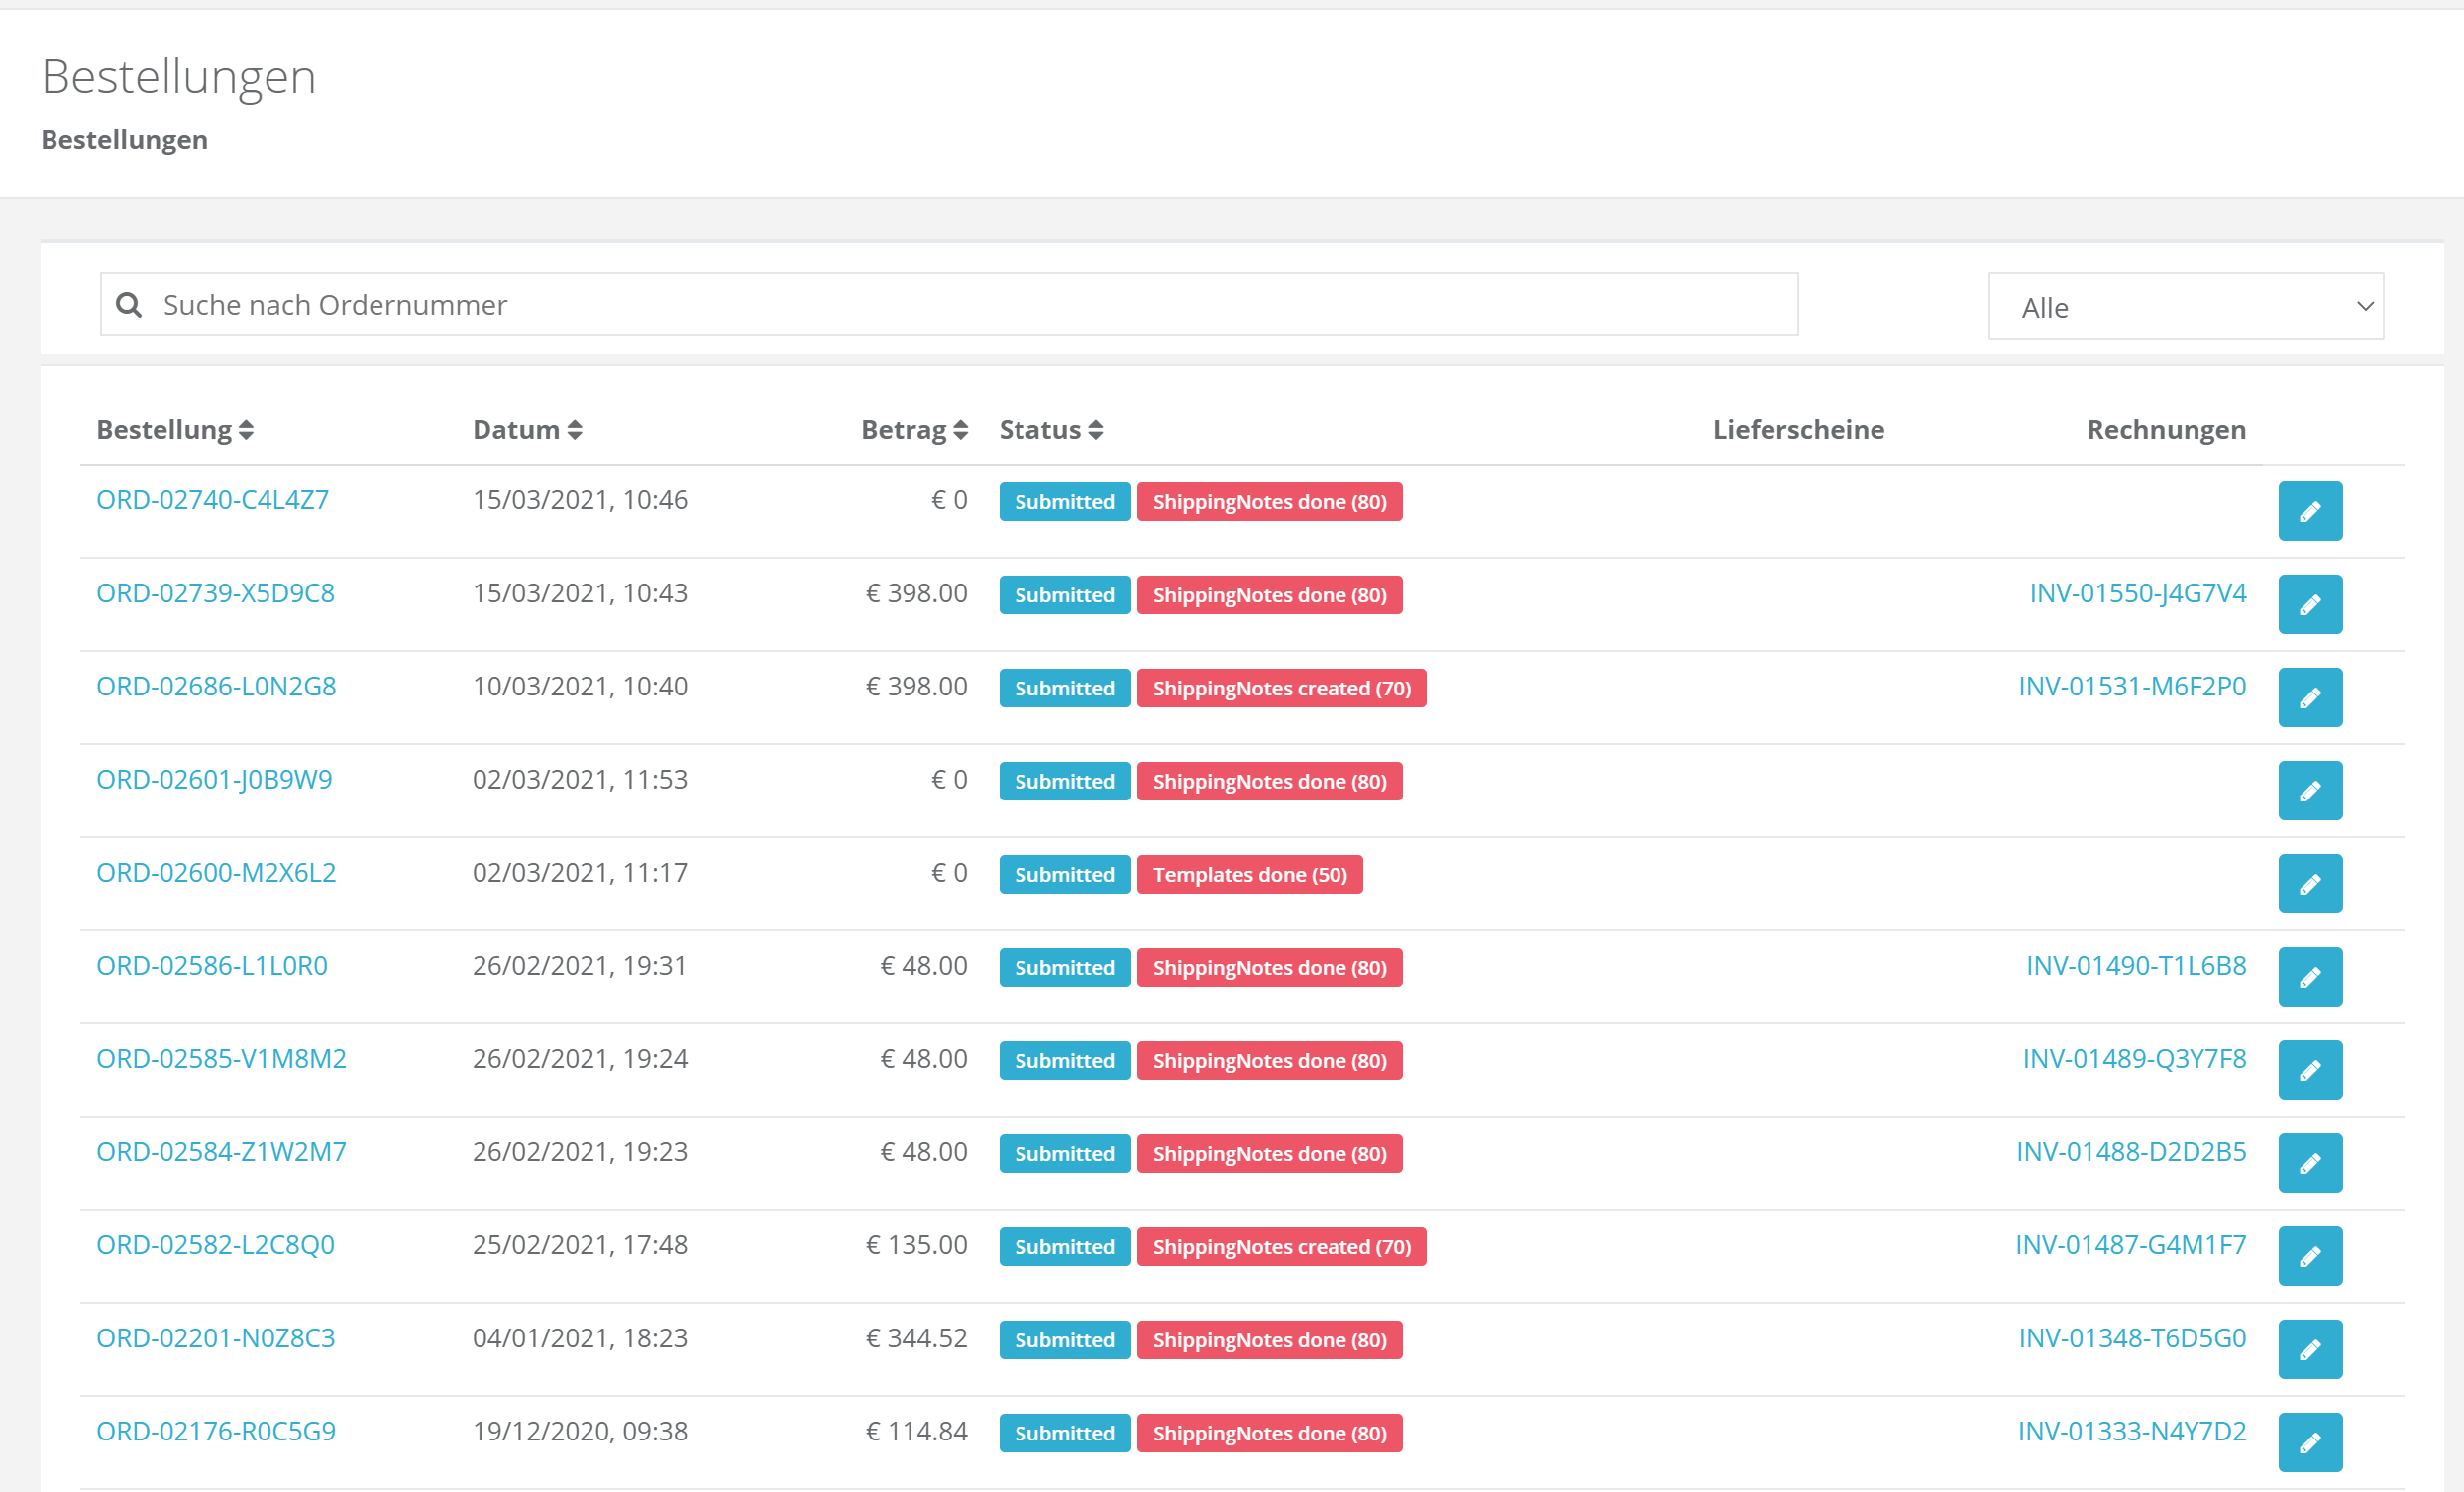 Bestellungen
Bestellungen
Suche nach Ordernummer Alle
Bestellung Datum Betrag Status Lieferscheine Rechnungen
ORD-02740-C4L4Z7 15/03/2021, 10:46 € 0 Submitted ShippingNotes done (80)
ORD-02739-X5D9C8 15/03/2021, 10:43 € 398.00 Submitted ShippingNotes done (80) INV-01550-J4G7V4
ORD-02686-L0N2G8 10/03/2021, 10:40 € 398.00 Submitted ShippingNotes created (70) INV-01531-M6F2P0
ORD-02601-J0B9W9 02/03/2021, 11:53 € 0 Submitted ShippingNotes done (80)
ORD-02600-M2X6L2 02/03/2021, 11:17 € 0 Submitted Templates done (50)
ORD-02586-L1L0R0 26/02/2021, 19:31 € 48.00 Submitted ShippingNotes done (80) INV-01490-T1L6B8
ORD-02585-V1M8M2 26/02/2021, 19:24 € 48.00 Submitted ShippingNotes done (80) INV-01489-Q3Y7F8
ORD-02584-Z1W2M7 26/02/2021, 19:23 € 48.00 Submitted ShippingNotes done (80) INV-01488-D2D2B5
ORD-02582-L2C8Q0 25/02/2021, 17:48 € 135.00 Submitted ShippingNotes created (70) INV-01487-G4M1F7
ORD-02201-N0Z8C3 04/01/2021, 18:23 € 344.52 Submitted ShippingNotes done (80) INV-01348-T6D5G0
ORD-02176-R0C5G9 19/12/2020, 09:38 € 114.84 Submitted ShippingNotes done (80) INV-01333-N4Y7D2